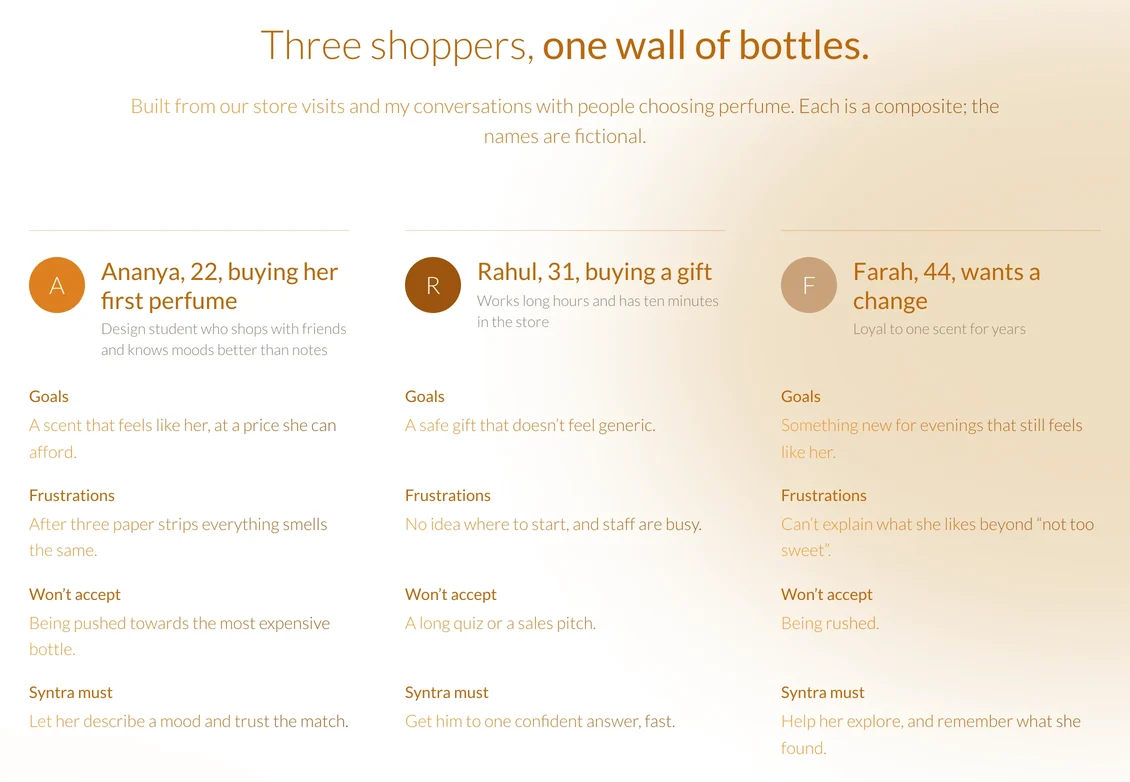 Three shoppers, one wall of bottles.
Built from our store visits and my conversations with people choosing perfume. Each is a composite; the
names are fictional.
A
Ananya, 22, buying her
first perfume
Design student who shops with friends
and knows moods better than notes
Goals
A scent that feels like her, at a price she can
afford.
Frustrations
After three paper strips everything smells
the same.
Won’t accept
Being pushed towards the most expensive
bottle.
Syntra must
Let her describe a mood and trust the match.
R
Rahul, 31, buying a gift
Works long hours and has ten minutes
in the store
Goals
A safe gift that doesn’t feel generic.
Frustrations
No idea where to start, and staff are busy.
Won’t accept
A long quiz or a sales pitch.
Syntra must
Get him to one confident answer, fast.
F
Farah, 44, wants a
change
Loyal to one scent for years
Goals
Something new for evenings that still feels
like her.
Frustrations
Can’t explain what she likes beyond “not too
sweet”.
Won’t accept
Being rushed.
Syntra must
Help her explore, and remember what she
found.